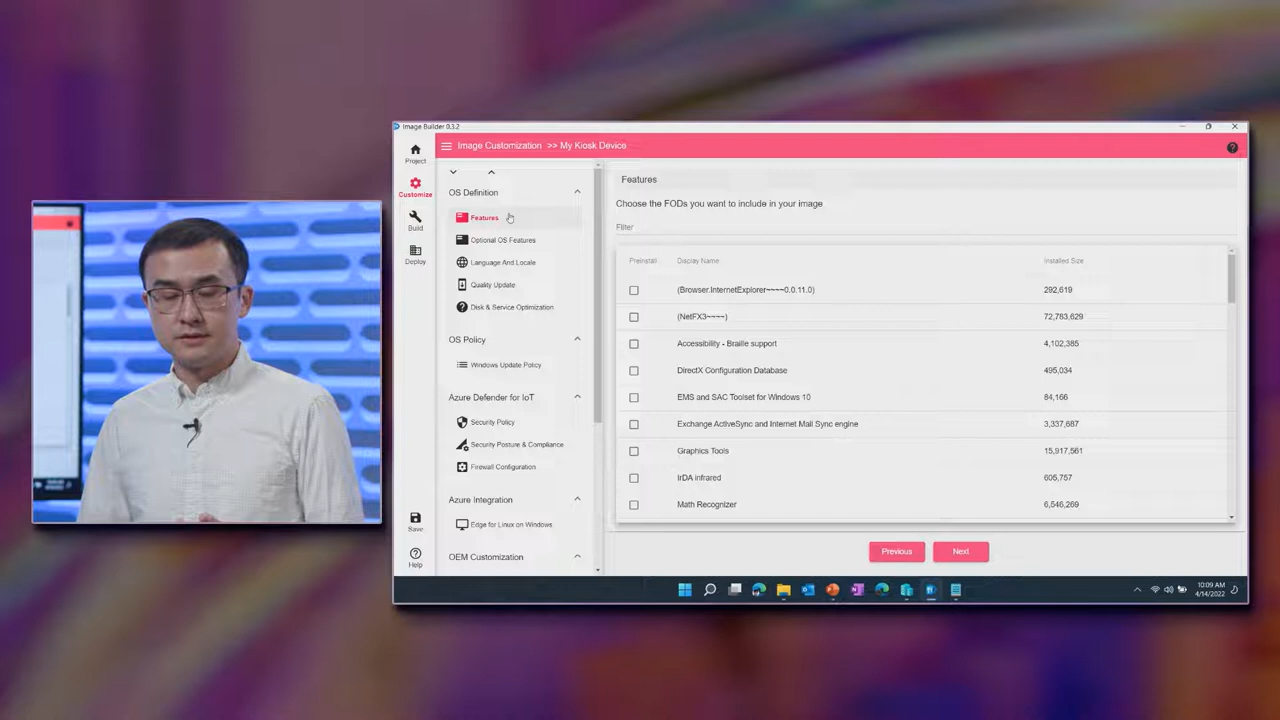 Image Builder 0.3.2
Image Customization >> My Kiosk Device
Project
Customize
Build
Deploy
Save
Help
OS Definition
Features
Optional OS Features
Language And Locale
Quality Update
Disk & Service Optimization
OS Policy
Windows Update Policy
Azure Defender for IoT
Security Policy
Security Posture & Compliance
Firewall Configuration
Azure Integration
Edge for Linux on Windows
OEM Customization
Features
Choose the FODs you want to include in your image
Filter
Preinstall Display Name Installed Size
(Browser.InternetExplorer~~~~0.0.11.0) 292,619
(NetFX3~~~~) 72,783,629
Accessibility - Braille support 4,102,385
DirectX Configuration Database 495,034
EMS and SAC Toolset for Windows 10 84,166
Exchange ActiveSync and Internet Mail Sync engine 3,337,687
Graphics Tools 15,917,561
IrDA infrared 605,757
Math Recognizer 6,546,269
Previous Next
10:09 AM
4/14/2022